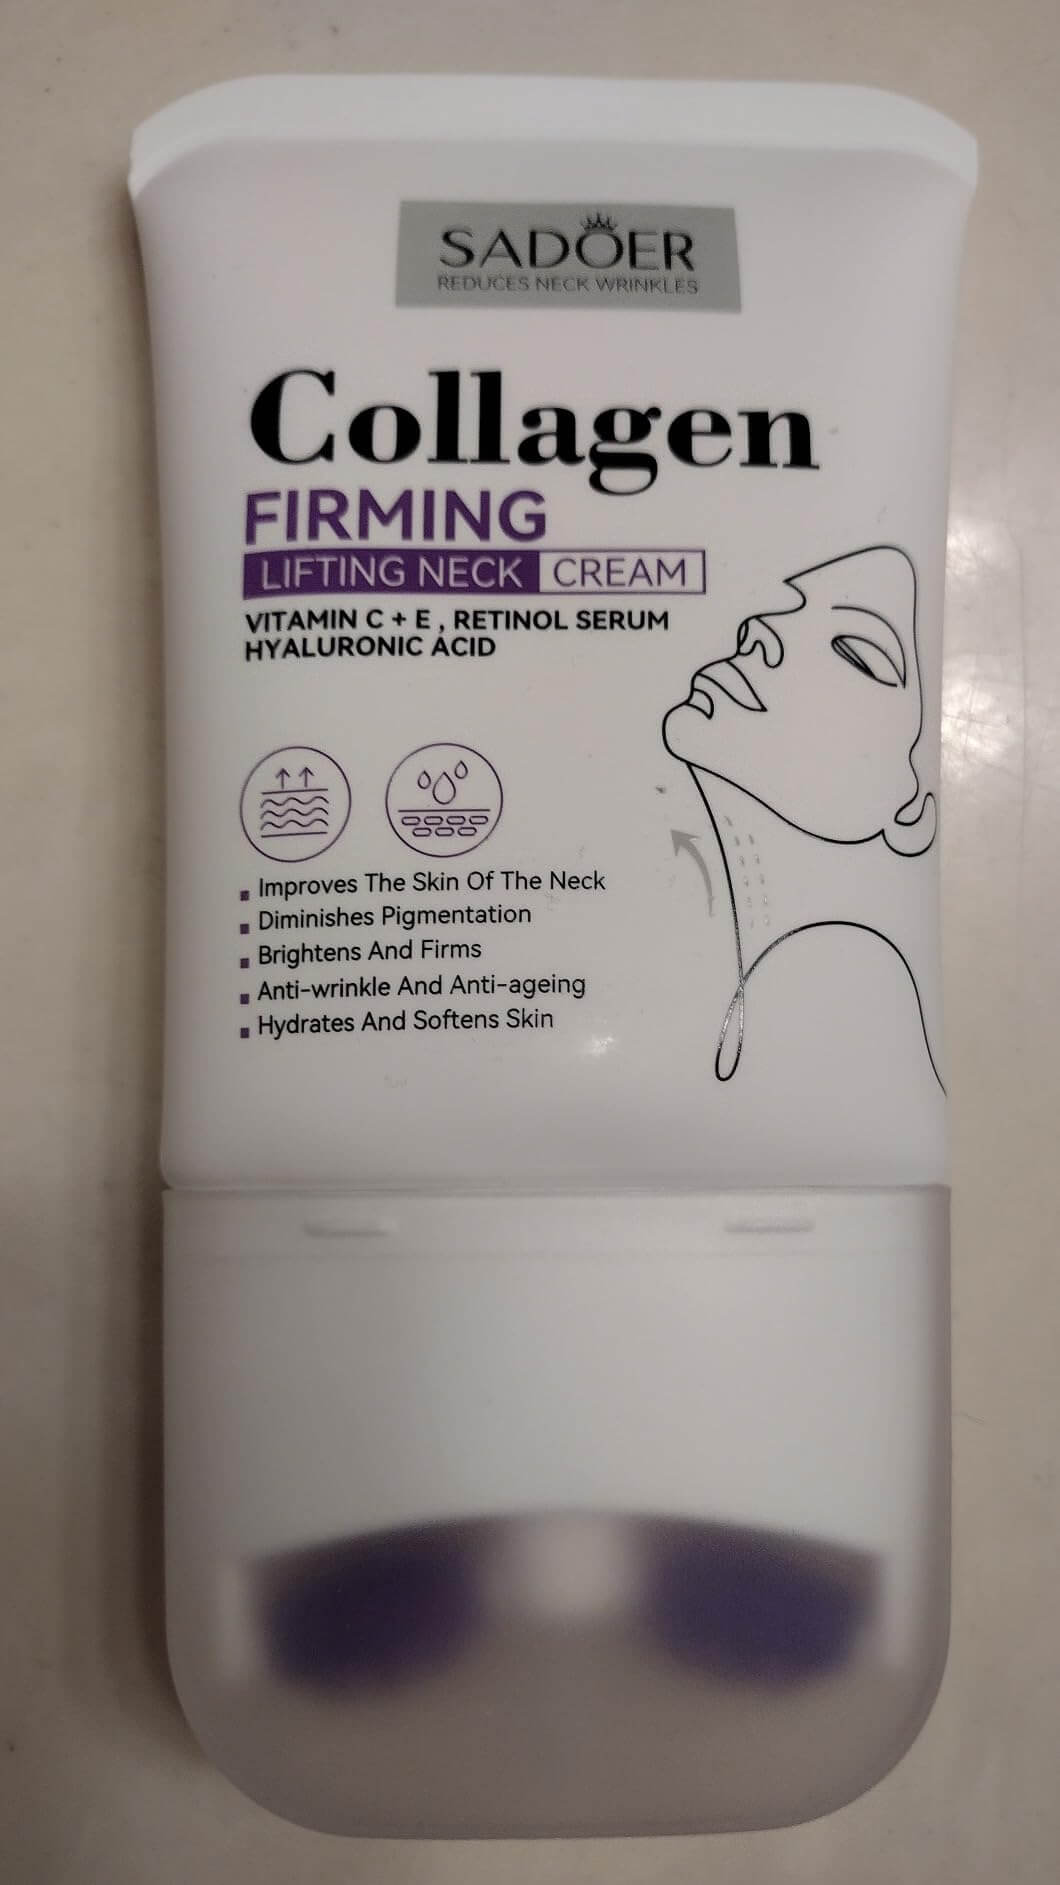 SADOER
REDUCES NECK WRINKLES
Collagen
FIRMING
LIFTING NECK CREAM
VITAMIN C + E , RETINOL SERUM
HYALURONIC ACID
Improves The Skin Of The Neck
Diminishes Pigmentation
Brightens And Firms
Anti-wrinkle And Anti-ageing
Hydrates And Softens Skin